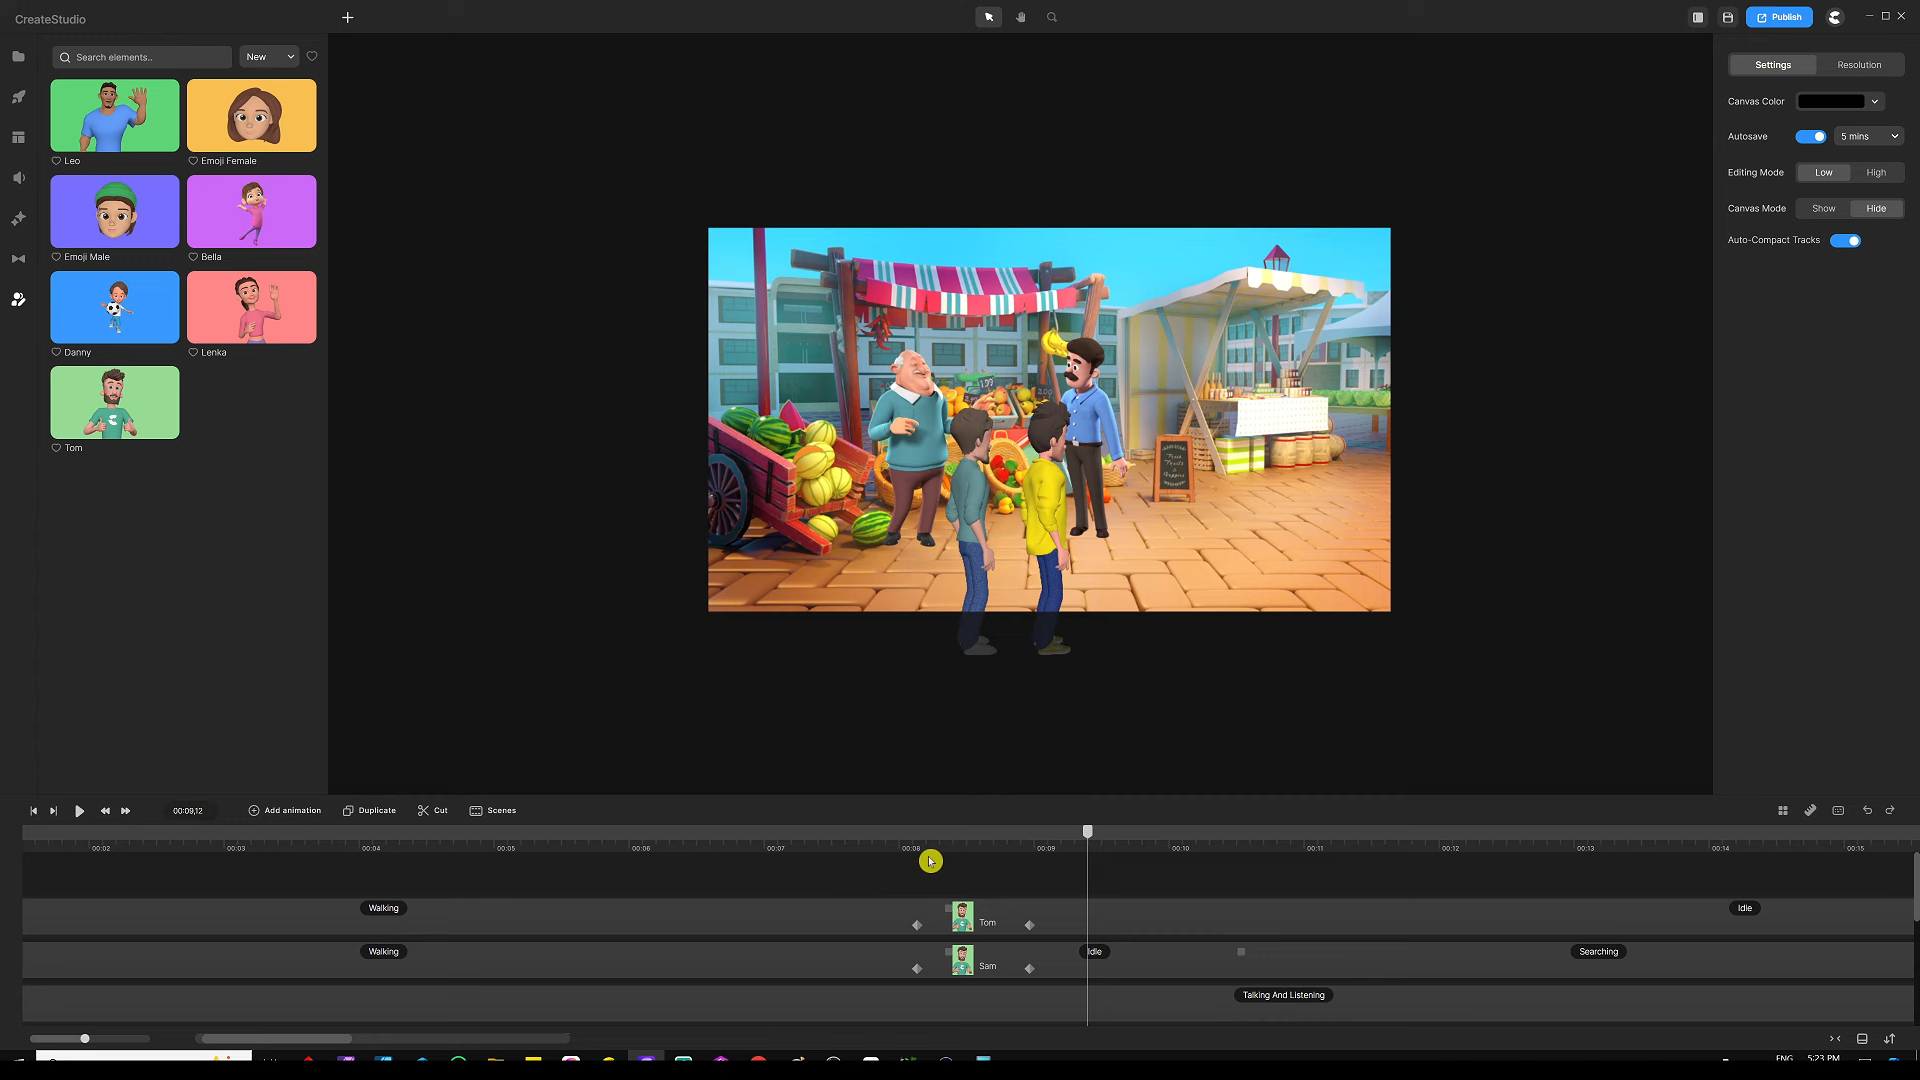 CreateStudio
Publish
Search elements..
New
Settings
Resolution
Canvas Color
Autosave
5 mins
Editing Mode
Low
High
Canvas Mode
Show
Hide
Auto-Compact Tracks
Leo
Emoji Female
Emoji Male
Bella
Danny
Lenka
Tom
1.00
2.00
00:09,12
Add animation
Duplicate
Cut
Scenes
00:02
00:03
00:04
00:05
00:06
00:07
00:08
00:09
00:10
00:11
00:12
00:13
00:14
00:15
Walking
Tom
Idle
Walking
Sam
Idle
Searching
Talking And Listening
ENG
5:23 PM